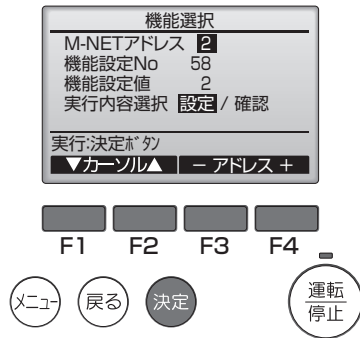 機能選択
M-NETアドレス 2
機能設定No 58
機能設定値 2
実行内容選択 設定 / 確認
実行:決定ボタン
▼カーソル▲ − アドレス +
F1 F2 F3 F4
メニュー 戻る 決定 運転
停止